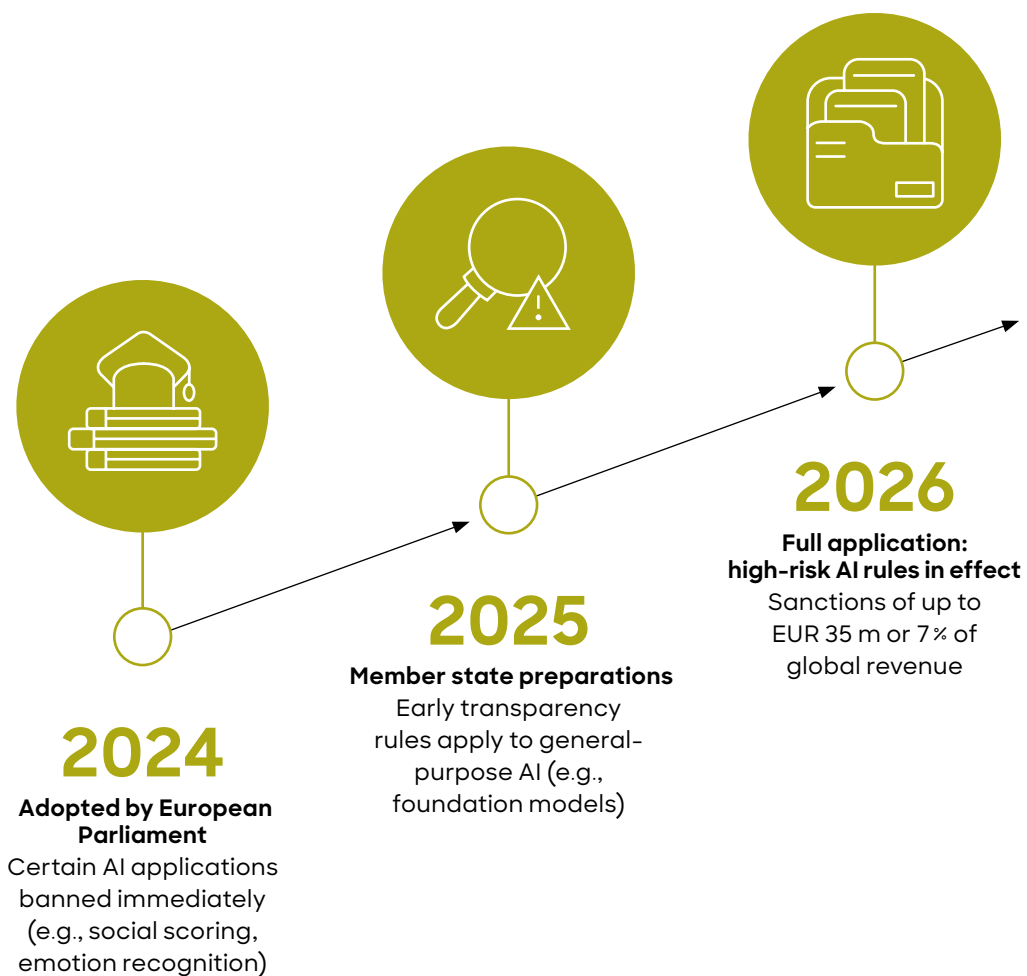 2024
Adopted by European
Parliament
Certain AI applications
banned immediately
(e.g., social scoring,
emotion recognition)
2025
Member state preparations
Early transparency
rules apply to general-
purpose AI (e.g.,
foundation models)
2026
Full application:
high-risk AI rules in effect
Sanctions of up to
EUR 35 m or 7 % of
global revenue